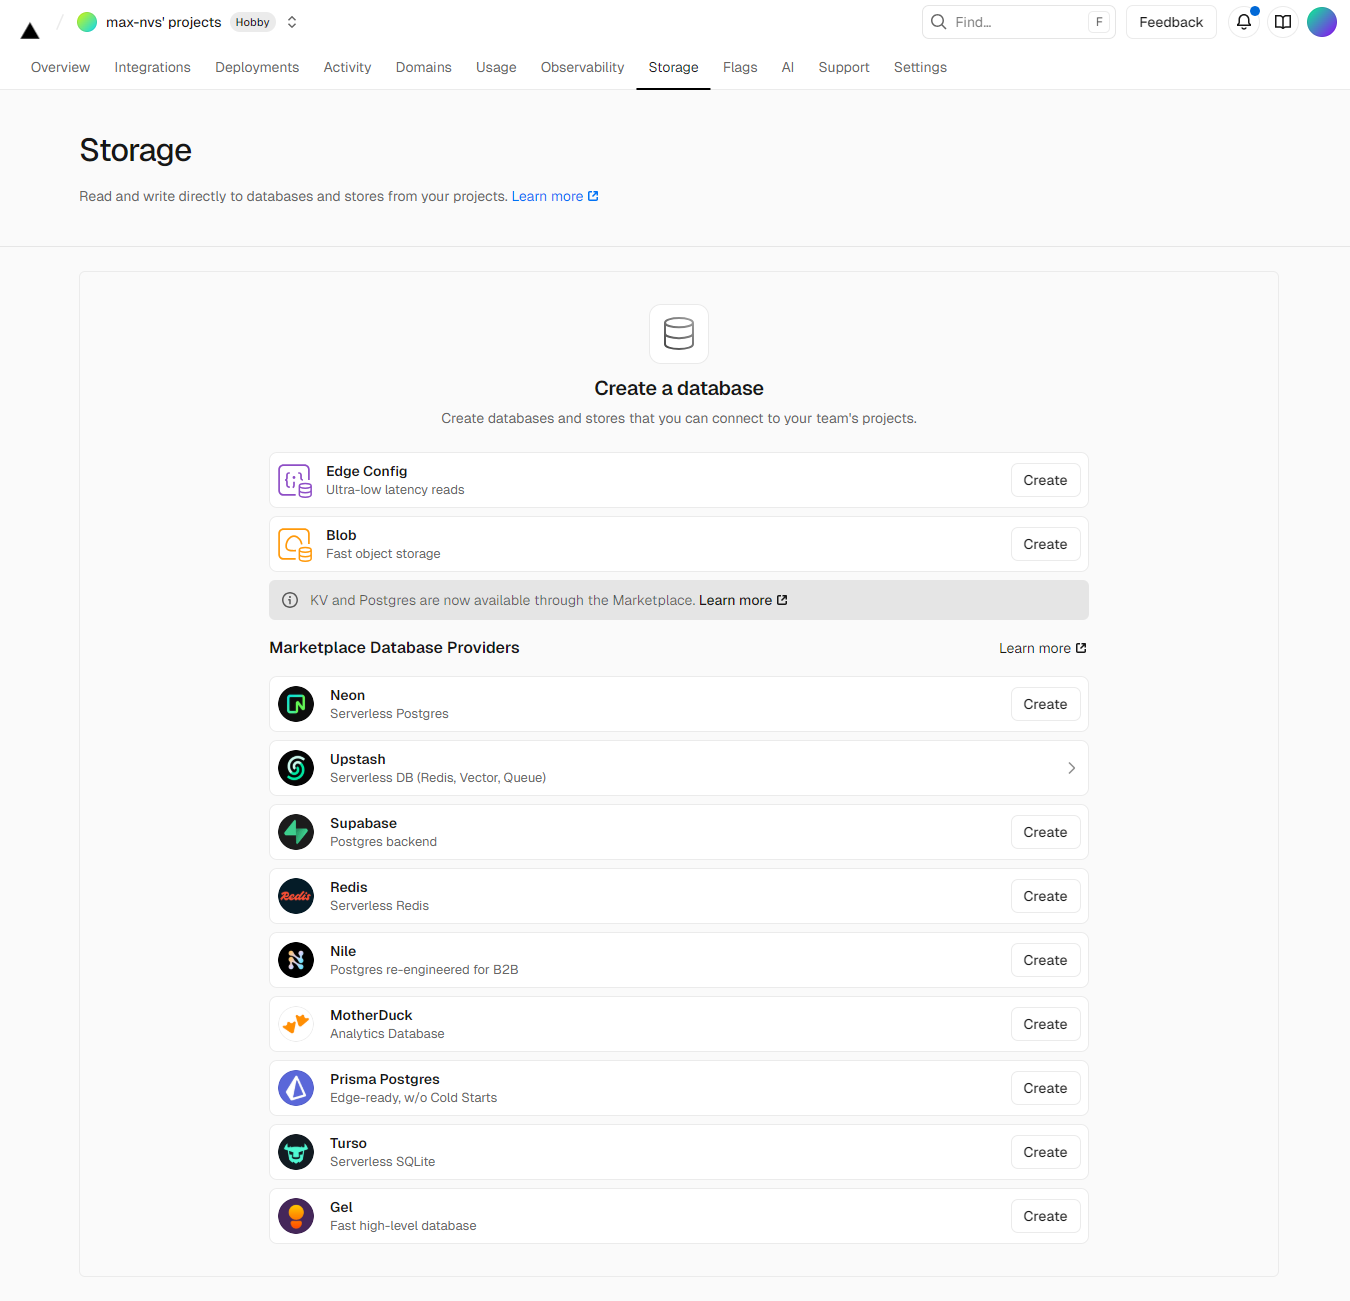 max-nvs' projects Hobby
Find... F
Feedback
Overview Integrations Deployments Activity Domains Usage Observability Storage Flags AI Support Settings
Storage
Read and write directly to databases and stores from your projects. Learn more
Create a database
Create databases and stores that you can connect to your team's projects.
Edge Config
Ultra-low latency reads
Create
Blob
Fast object storage
Create
KV and Postgres are now available through the Marketplace. Learn more
Marketplace Database Providers
Learn more
Neon
Serverless Postgres
Create
Upstash
Serverless DB (Redis, Vector, Queue)
Supabase
Postgres backend
Create
Redis
Redis
Serverless Redis
Create
Nile
Postgres re-engineered for B2B
Create
MotherDuck
Analytics Database
Create
Prisma Postgres
Edge-ready, w/o Cold Starts
Create
Turso
Serverless SQLite
Create
Gel
Fast high-level database
Create